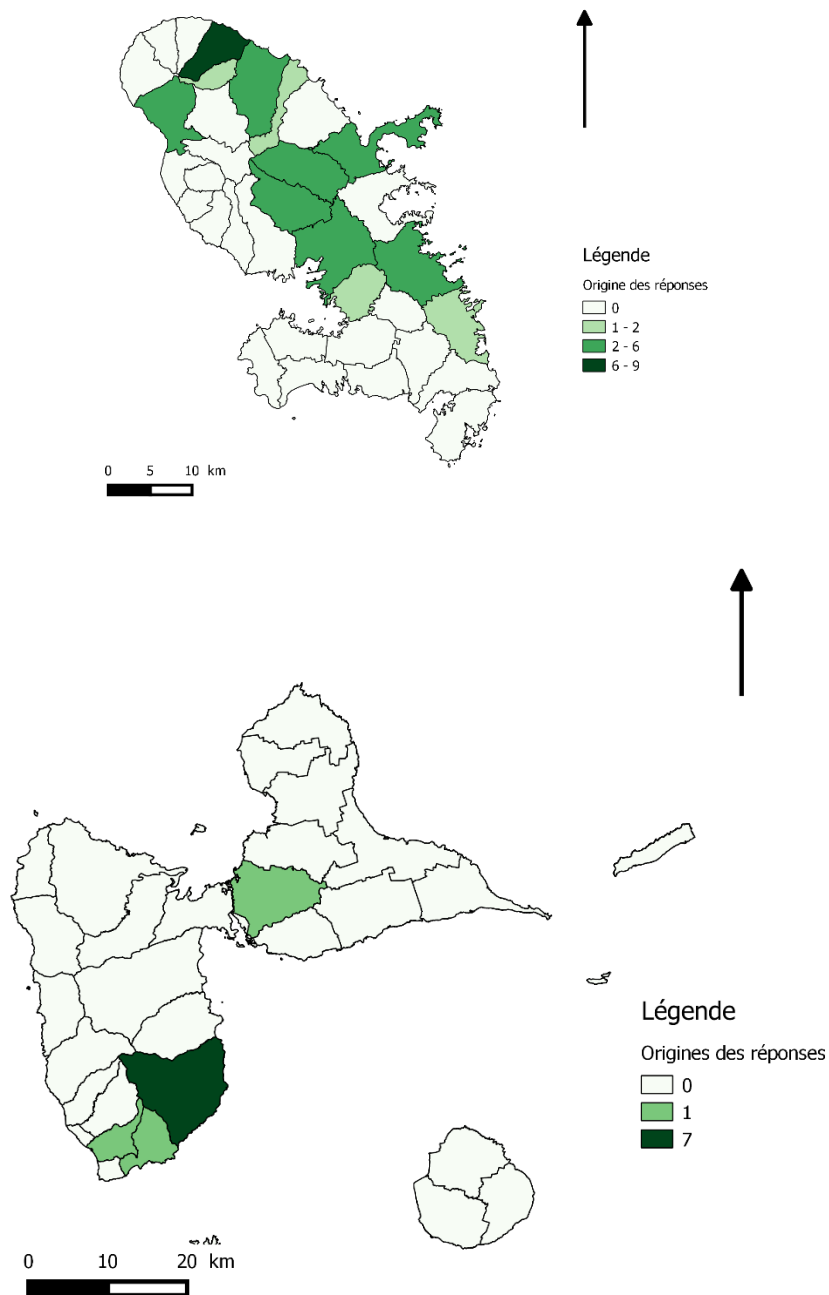 Légende
Origine des réponses
0
1 - 2
2 - 6
6 - 9
0 5 10 km
Légende
Origines des réponses
0
1
7
0 10 20 km